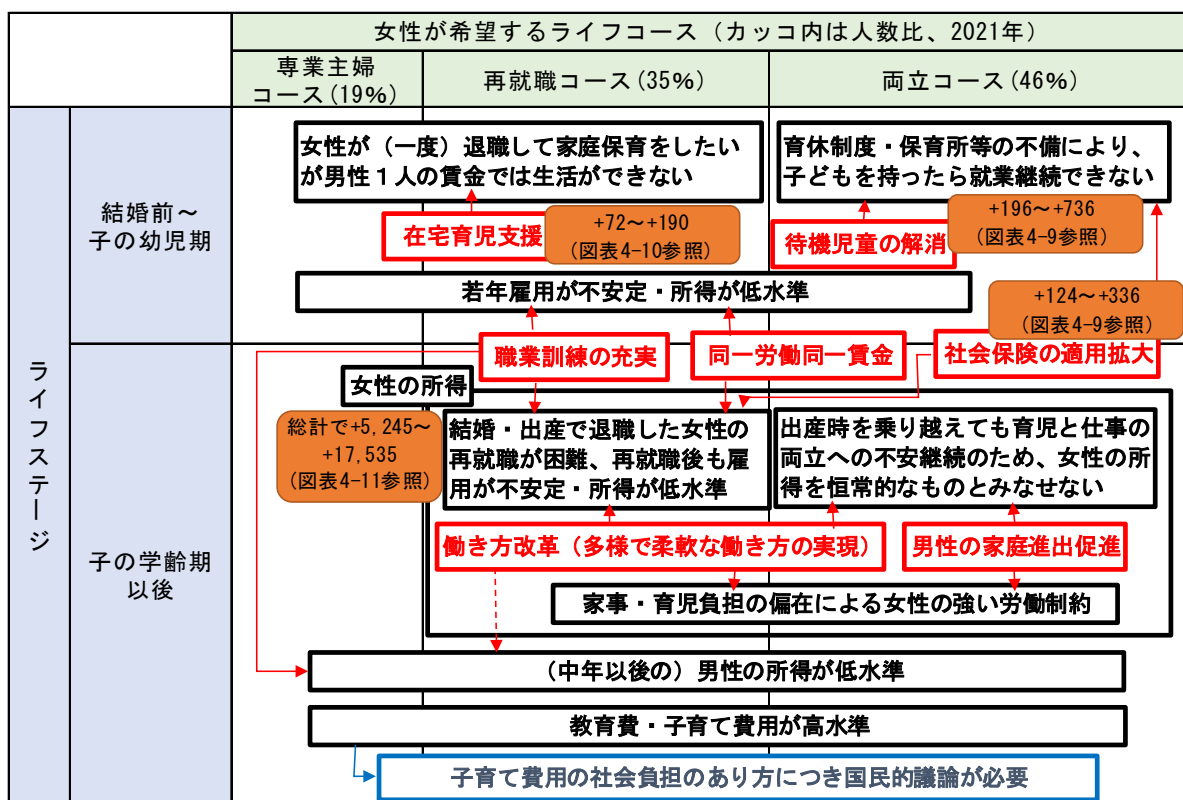 女性が希望するライフコース（カッコ内は人数比、2021年）
専業主婦
コース(19%)
再就職コース(35%)
両立コース(46%)
ライフステージ
結婚前～
子の幼児期
女性が（一度）退職して家庭保育をしたい
が男性１人の賃金では生活ができない
育休制度・保育所等の不備により、
子どもを持ったら就業継続できない
在宅育児支援
+72～+190
(図表4-10参照)
待機児童の解消
+196～+736
(図表4-9参照)
若年雇用が不安定・所得が低水準
+124～+336
(図表4-9参照)
職業訓練の充実
同一労働同一賃金
社会保険の適用拡大
子の学齢期
以後
女性の所得
総計で+5,245～
+17,535
(図表4-11参照)
結婚・出産で退職した女性の
再就職が困難、再就職後も雇
用が不安定・所得が低水準
出産時を乗り越えても育児と仕事の
両立への不安継続のため、女性の所
得を恒常的なものとみなせない
働き方改革（多様で柔軟な働き方の実現）
男性の家庭進出促進
家事・育児負担の偏在による女性の強い労働制約
（中年以後の）男性の所得が低水準
教育費・子育て費用が高水準
子育て費用の社会負担のあり方につき国民的議論が必要